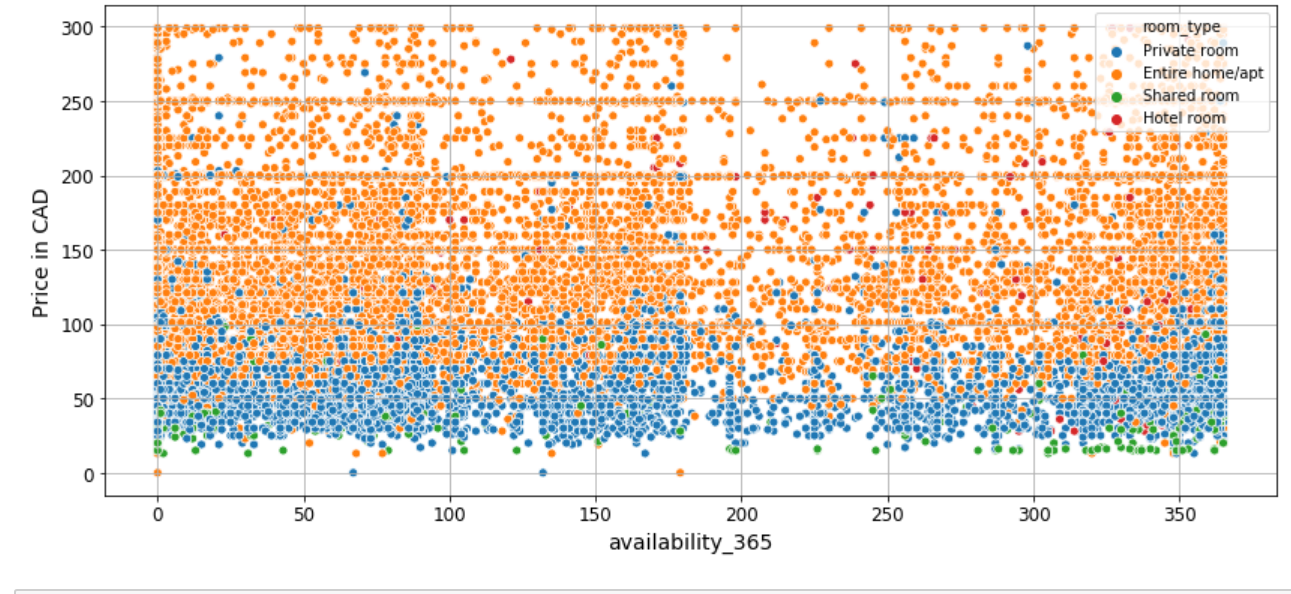 300
250
200
150
100
50
0
Price in CAD
room_type
Private room
Entire home/apt
Shared room
Hotel room
0 50 100 150 200 250 300 350
availability_365